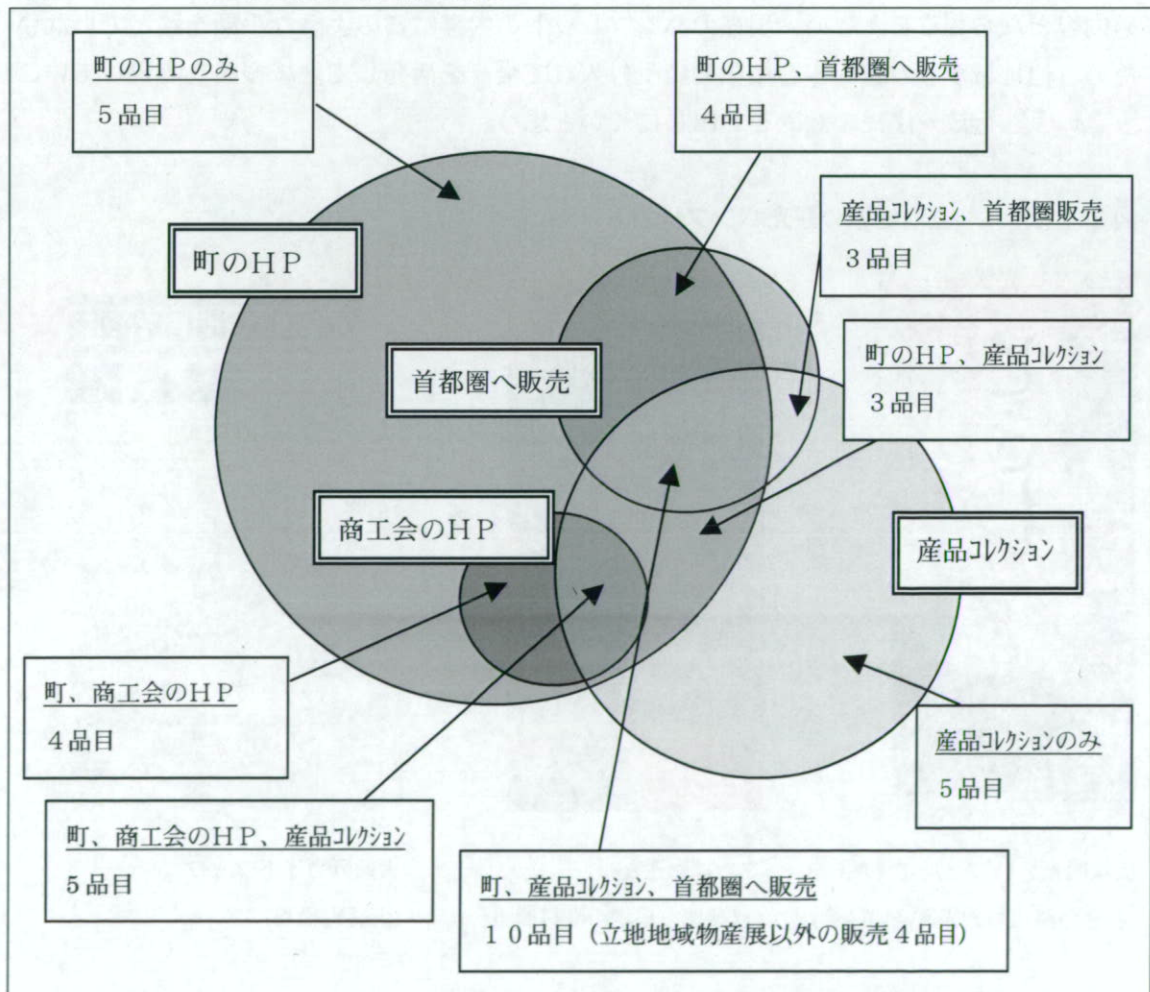 町のＨＰのみ
５品目
町のＨＰ、首都圏へ販売
４品目
産品ｺﾚｸｼｮﾝ、首都圏販売
３品目
町のＨＰ
町のＨＰ、産品ｺﾚｸｼｮﾝ
３品目
首都圏へ販売
商工会のＨＰ
産品ｺﾚｸｼｮﾝ
町、商工会のＨＰ
４品目
産品ｺﾚｸｼｮﾝのみ
５品目
町、商工会のＨＰ、産品ｺﾚｸｼｮﾝ
５品目
町、産品ｺﾚｸｼｮﾝ、首都圏へ販売
１０品目（立地地域物産展以外の販売４品目）